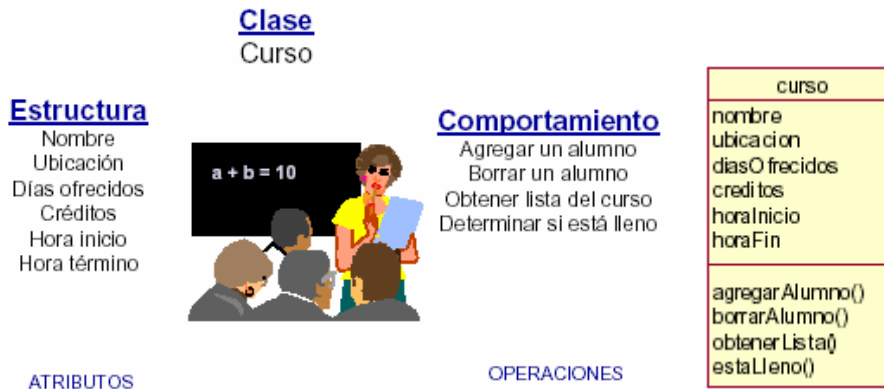 Clase
Curso
Estructura
Nombre
Ubicación
Días ofrecidos
Créditos
Hora inicio
Hora término
ATRIBUTOS
a + b = 10
Comportamiento
Agregar un alumno
Borrar un alumno
Obtener lista del curso
Determinar si está lleno
OPERACIONES
curso
nombre
ubicacion
diasOfrecidos
creditos
horaInicio
horaFin
agregarAlumno()
borrarAlumno()
obtenerLista()
estaLleno()